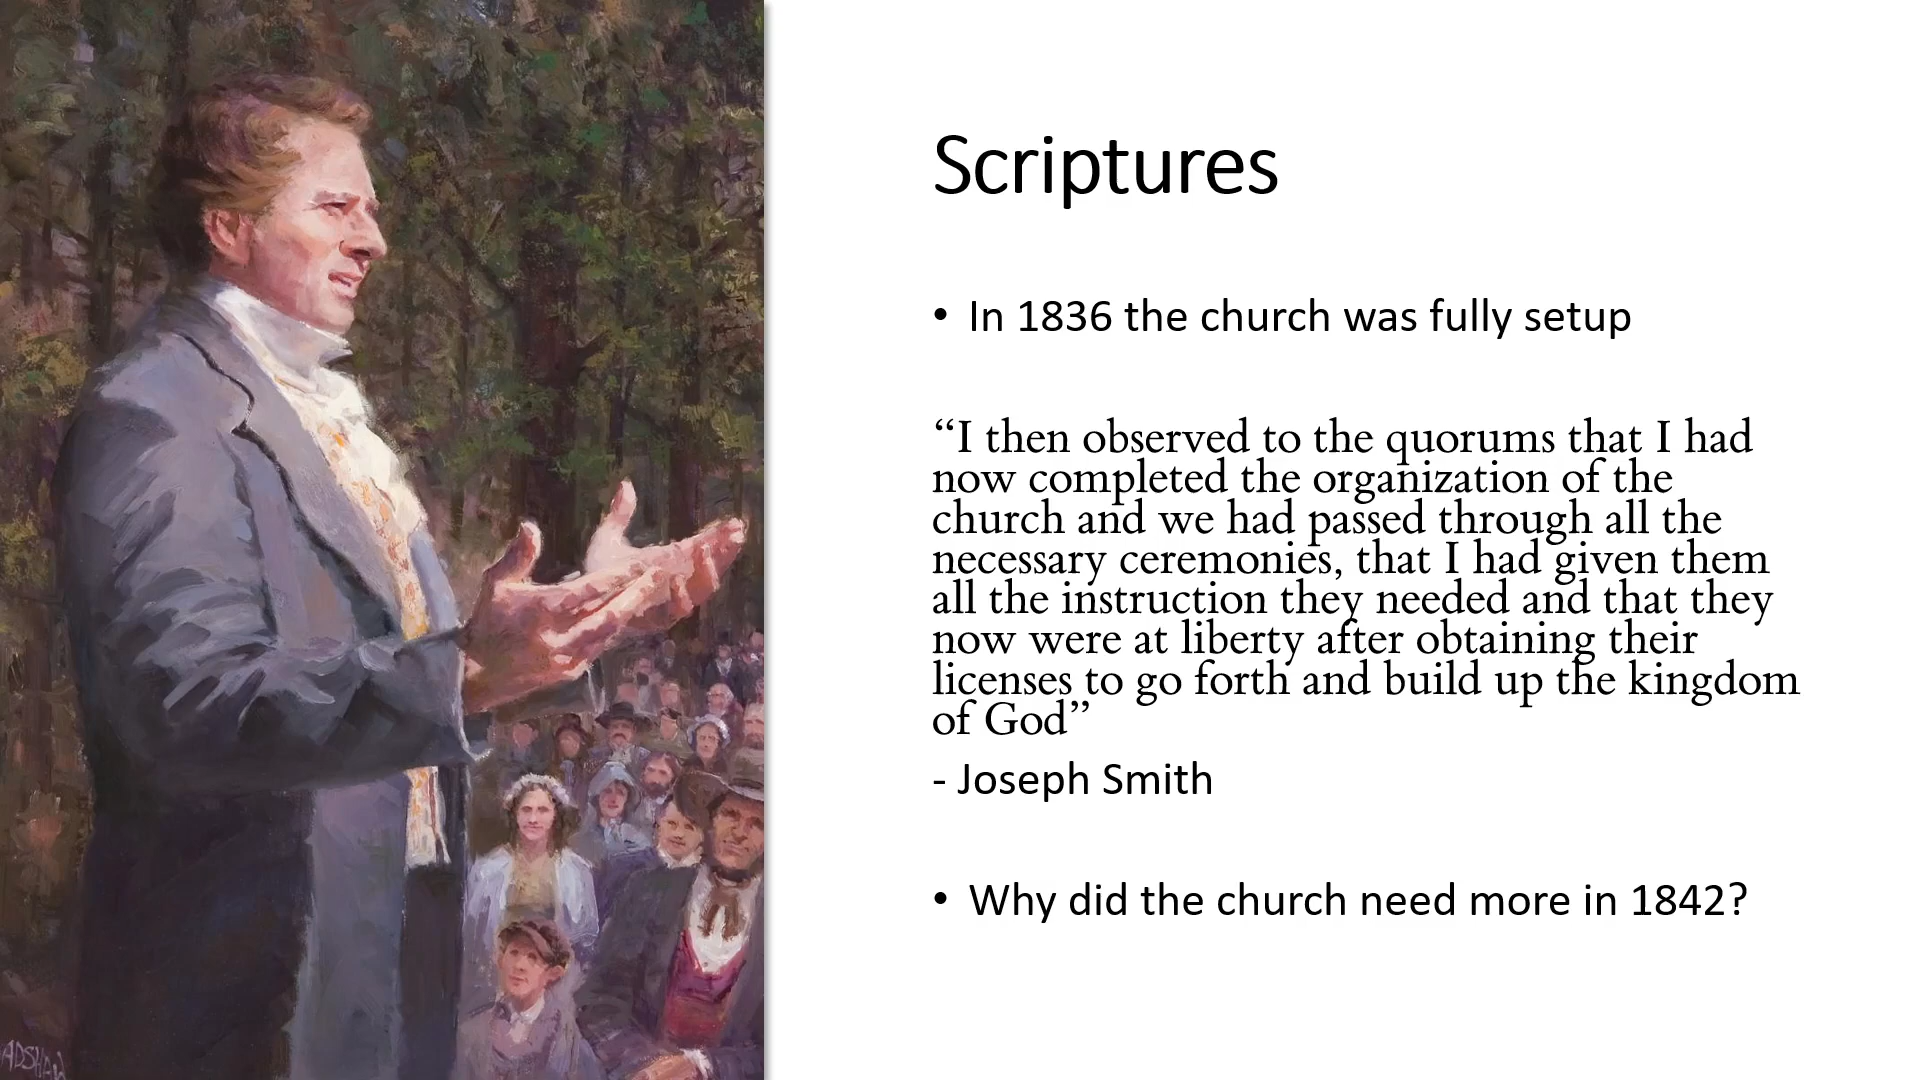 Scriptures
• In 1836 the church was fully setup
“I then observed to the quorums that I had
now completed the organization of the
church and we had passed through all the
necessary ceremonies, that I had given them
all the instruction they needed and that they
now were at liberty after obtaining their
licenses to go forth and build up the kingdom
of God”
- Joseph Smith
• Why did the church need more in 1842?
ADSHAW